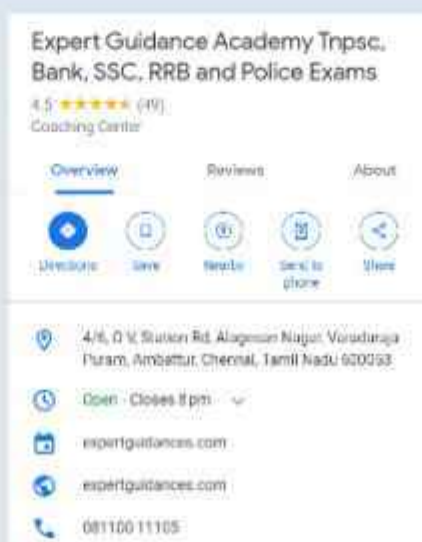 Expert Guidance Academy Tnpsc,
Bank, SSC, RRB and Police Exams
4.5 ★★★★★ (49)
Coaching Center
Overview Reviews About
Directions Save Nearby Send to phone Share
4/6, O V, Station Rd, Alagesan Nagar, Varadaraja
Puram, Ambattur, Chennai, Tamil Nadu 600053
Open · Closes 8 pm
expertguidances.com
expertguidances.com
081100 11105